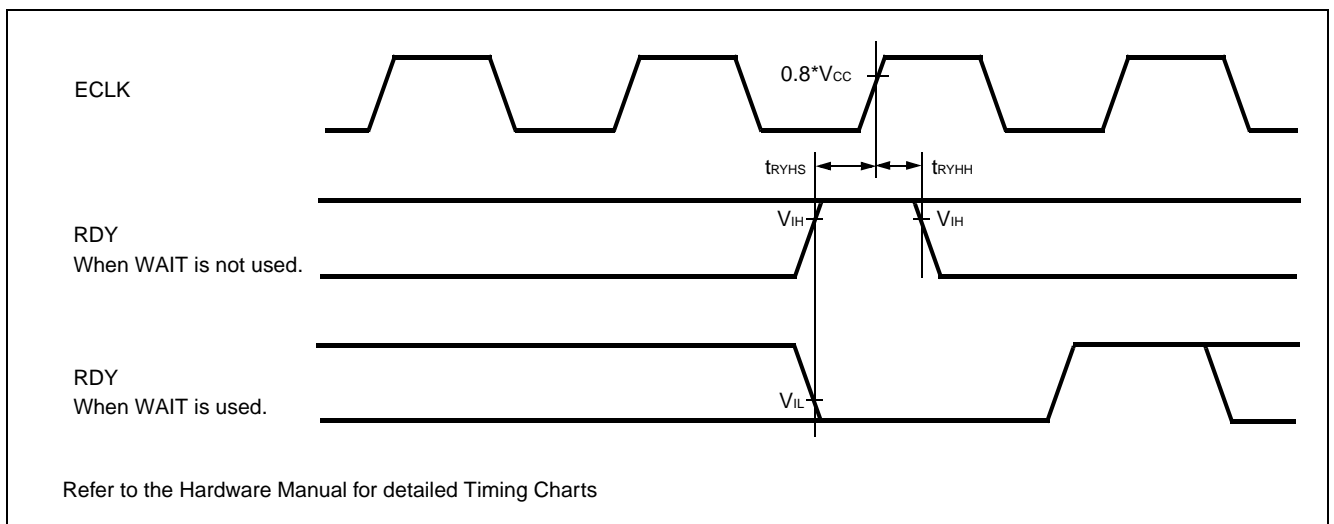 ECLK
0.8*VCC
tRYHS
tRYHH
VIH
VIH
RDY
When WAIT is not used.
RDY
When WAIT is used.
VIL
Refer to the Hardware Manual for detailed Timing Charts